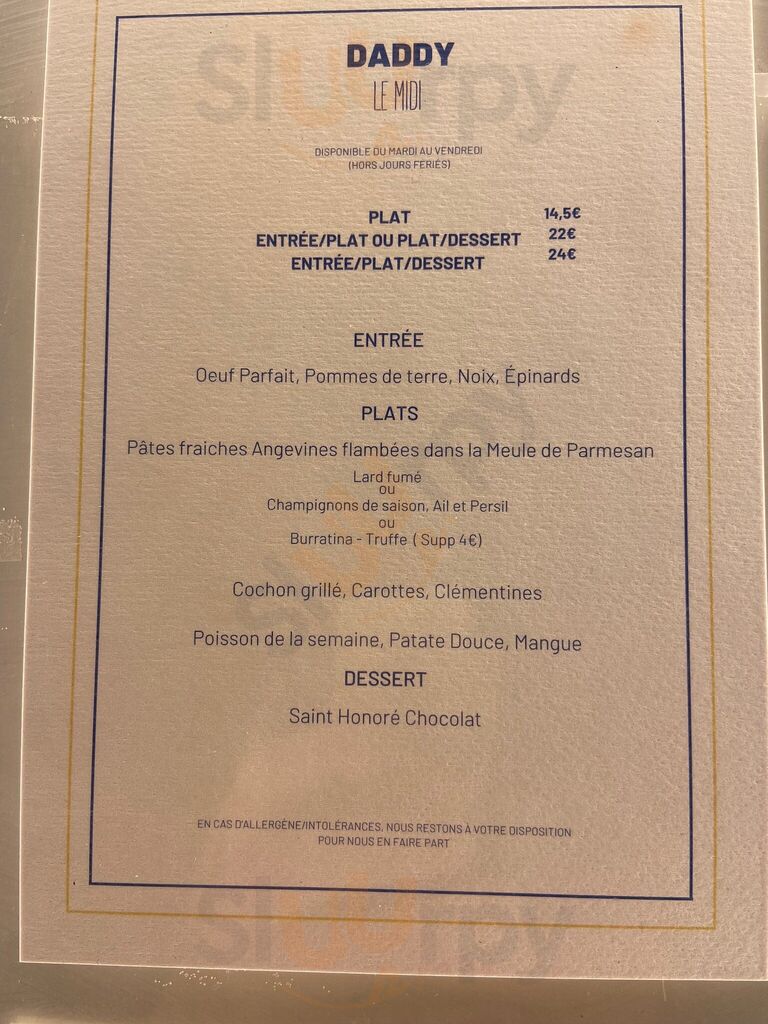 DADDY
LE MIDI
DISPONIBLE DU MARDI AU VENDREDI
(HORS JOURS FERIÉS)
PLAT 14,5€
ENTRÉE/PLAT OU PLAT/DESSERT 22€
ENTRÉE/PLAT/DESSERT 24€
ENTRÉE
Oeuf Parfait, Pommes de terre, Noix, Épinards
PLATS
Pâtes fraiches Angevines flambées dans la Meule de Parmesan
Lard fumé
ou
Champignons de saison, Ail et Persil
ou
Burratina - Truffe ( Supp 4€)
Cochon grillé, Carottes, Clémentines
Poisson de la semaine, Patate Douce, Mangue
DESSERT
Saint Honoré Chocolat
EN CAS D'ALLERGÈNE/INTOLÉRANCES, NOUS RESTONS À VOTRE DISPOSITION
POUR NOUS EN FAIRE PART
Sluurpy
Sluurpy
Sluurpy